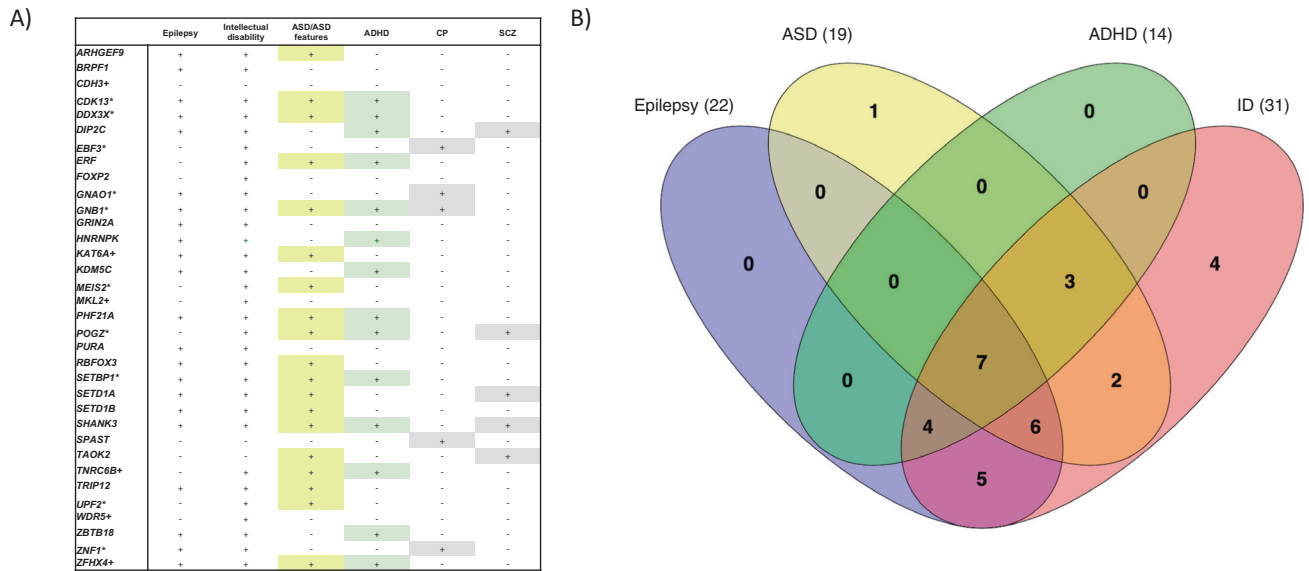 A)
Epilepsy Intellectual disability ASD/ASD features ADHD CP SCZ
ARHGEF9 + + + - - -
BRPF1 + + - - - -
CDH3+ - - - - - -
CDK13* + + + + - -
DDX3X* + + + + - -
DIP2C + + - + - +
EBF3* - + - - + -
ERF - + + + - -
FOXP2 - + - - - -
GNAO1* + + - - + -
GNB1* + + + + + -
GRIN2A + + - - - -
HNRNPK + + - + - -
KAT6A+ + + + - - -
KDM5C + + - + - -
MEIS2* - + + - - -
MKL2+ - + - - - -
PHF21A + + + + - -
POGZ* - + + + - +
PURA + + - - - -
RBFOX3 + + + - - -
SETBP1* + + + + - -
SETD1A + + + - - +
SETD1B + + + - - -
SHANK3 + + + + - +
SPAST - - - - + -
TAOK2 - - + - - +
TNRC6B+ - + + + - -
TRIP12 + + + - - -
UPF2* - + + - - -
WDR5+ - + - - - -
ZBTB18 + + - + - -
ZNF1* + + - - + -
ZFHX4+ + + + + - -
B)
ASD (19) ADHD (14)
Epilepsy (22) ID (31)
1 0
0 0 0
0 0 3 4
0 7 2
4 6
5